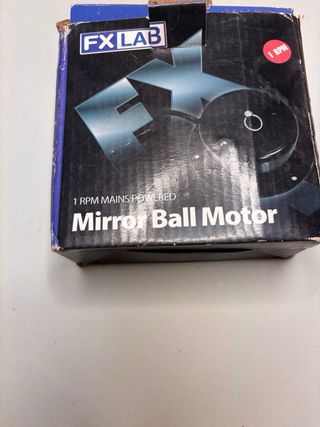 FXLAB
1 RPM
FX
1 RPM MAINS POWERED
Mirror Ball Motor